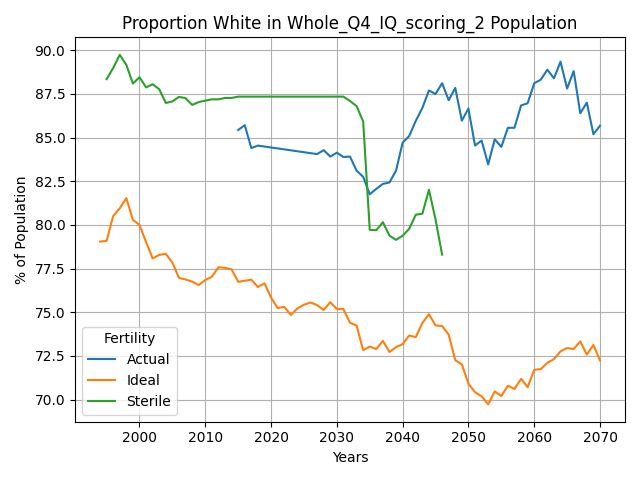 Proportion White in Whole_Q4_IQ_scoring_2 Population
% of Population
90.0
87.5
85.0
82.5
80.0
77.5
75.0
72.5
70.0
Fertility
Actual
Ideal
Sterile
2000 2010 2020 2030 2040 2050 2060 2070
Years